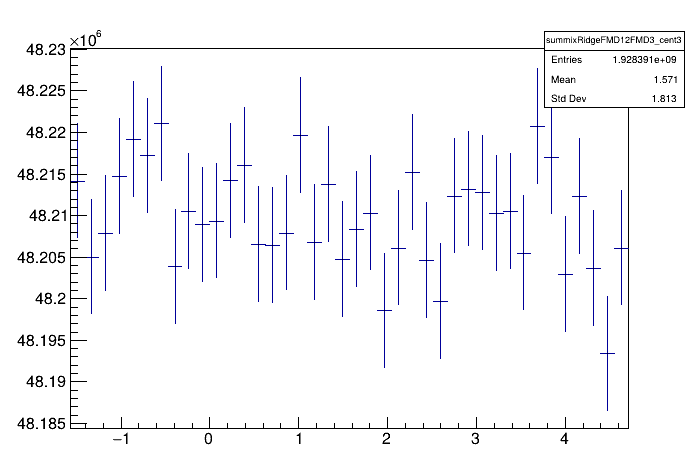 ×10⁶
summixRidgeFMD12FMD3_cent3
Entries 1.928391e+09
Mean 1.571
Std Dev 1.813
48.23
48.225
48.22
48.215
48.21
48.205
48.2
48.195
48.19
48.185
−1 0 1 2 3 4